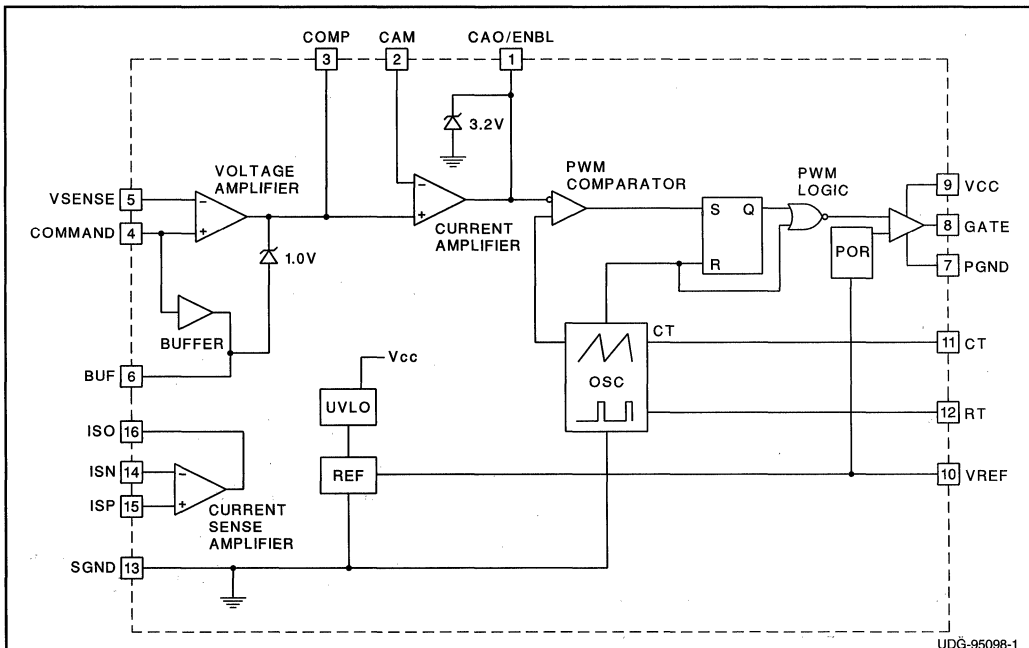 COMP CAM CAO/ENBL
3 2 1
3.2V
VOLTAGE
AMPLIFIER
PWM
COMPARATOR
PWM
LOGIC
VSENSE 5
−
COMMAND 4
+
−
+
CURRENT
AMPLIFIER
S Q
R
9 VCC
8 GATE
7 PGND
POR
1.0V
BUFFER
BUF 6
CT
OSC
11 CT
12 RT
Vcc
UVLO
REF
10 VREF
ISO 16
ISN 14
−
ISP 15
+
CURRENT
SENSE
AMPLIFIER
SGND 13
UDG-95098-1